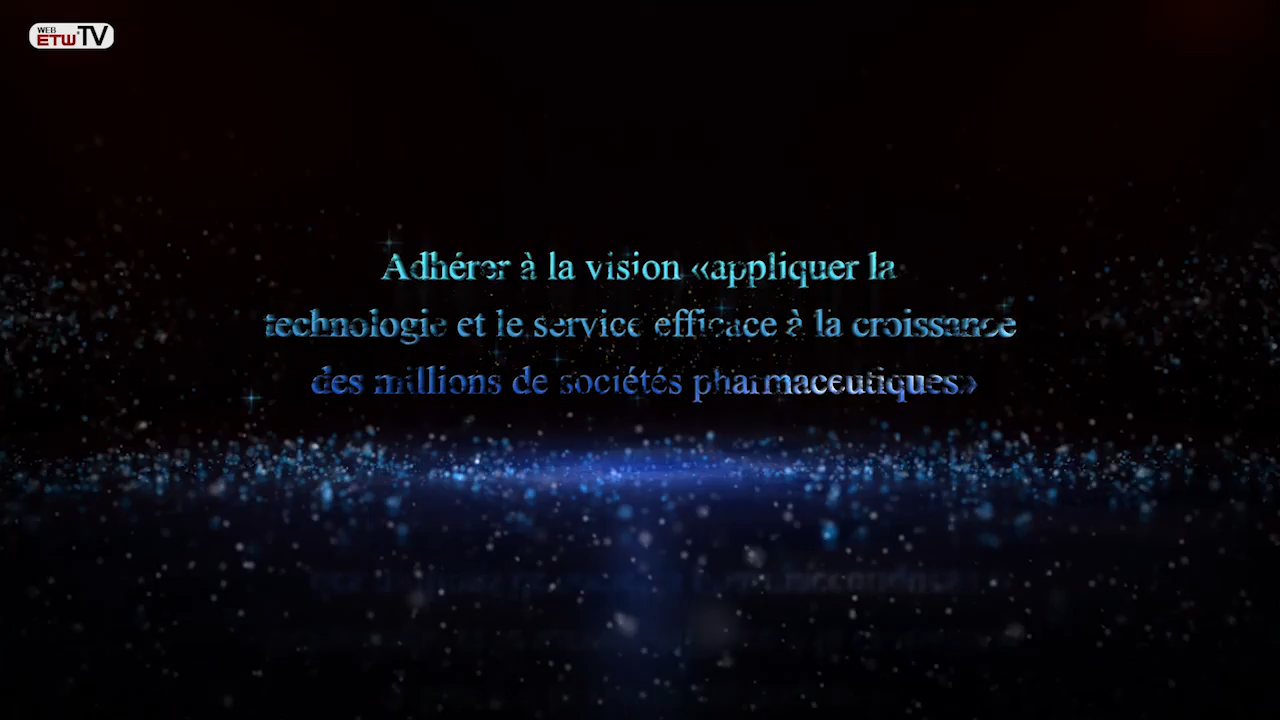 WEB
ETW TV
Adhérer à la vision «appliquer la
technologie et le service efficace à la croissance
des millions de sociétés pharmaceutiques»